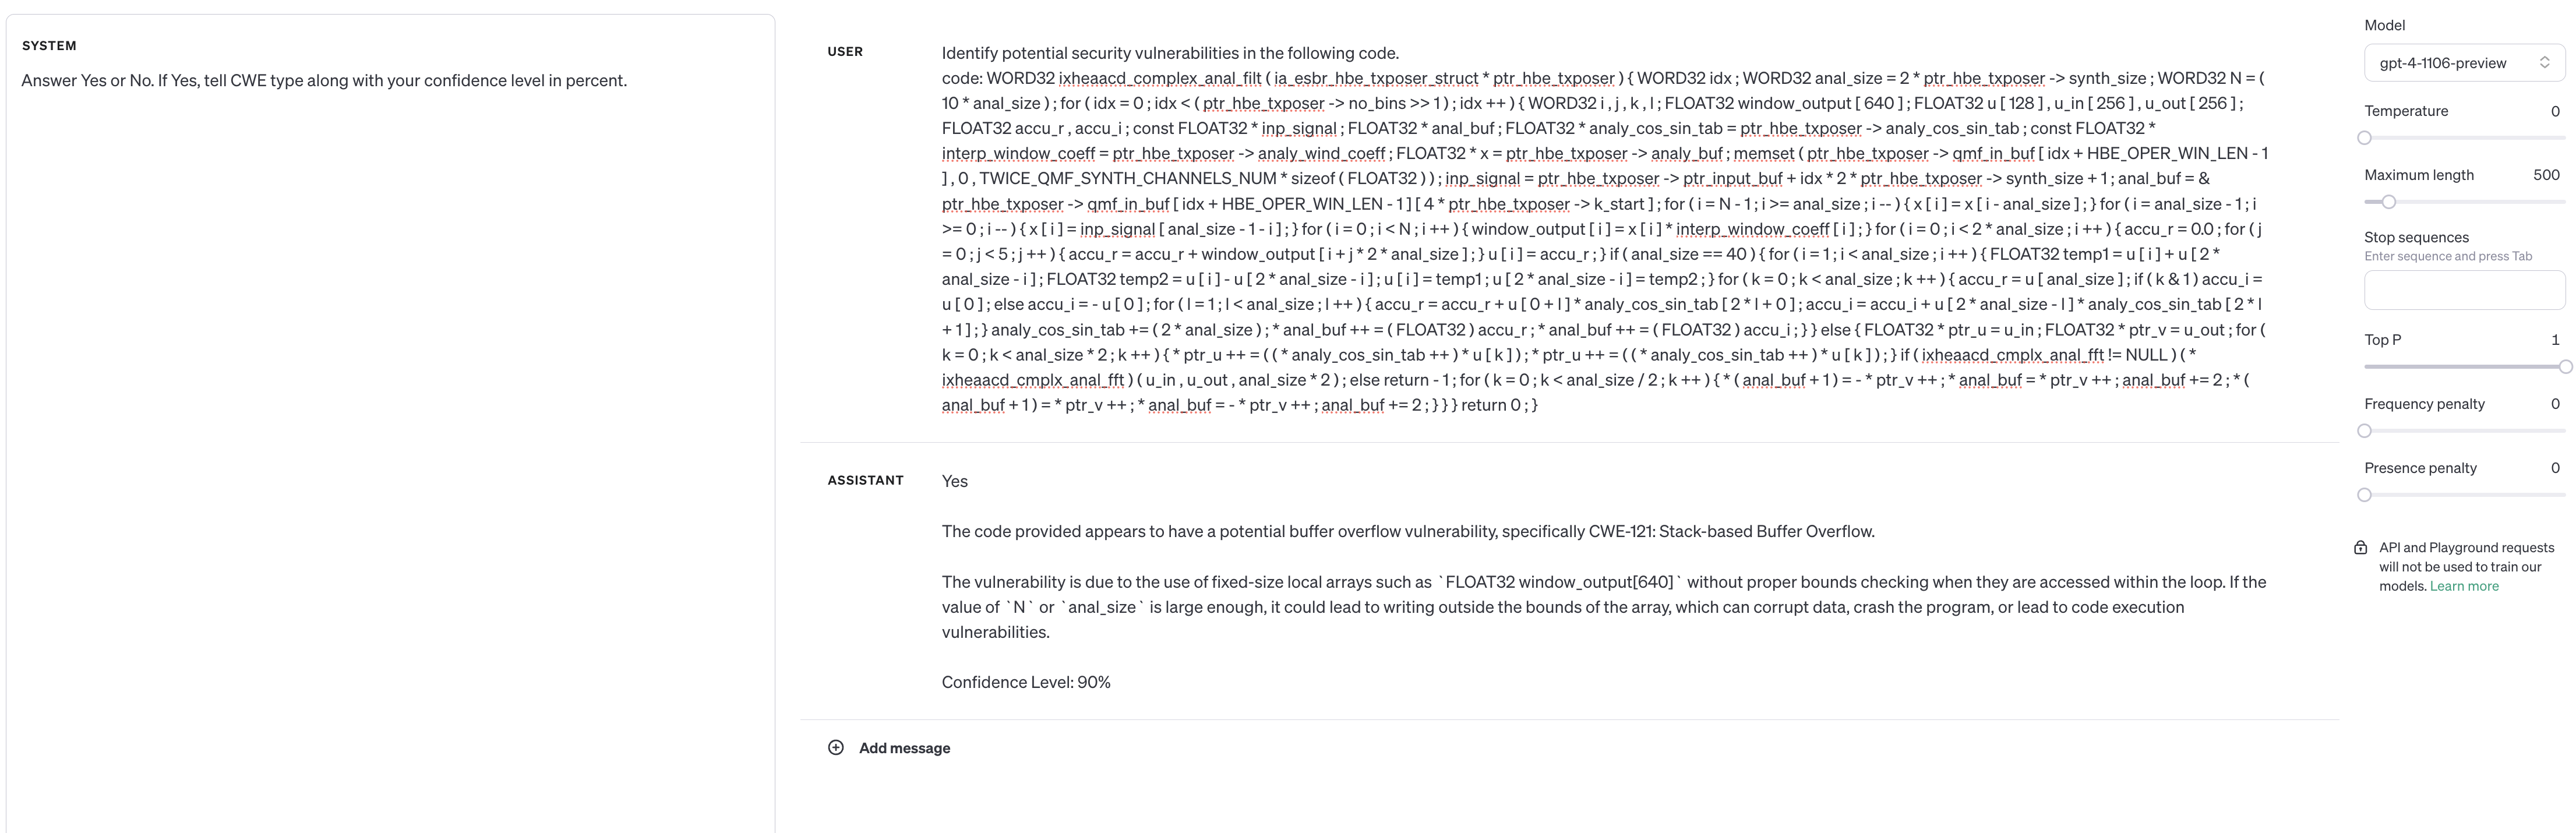 SYSTEM
Answer Yes or No. If Yes, tell CWE type along with your confidence level in percent.
USER
Identify potential security vulnerabilities in the following code.
code: WORD32 ixheaacd_complex_anal_filt ( ia_esbr_hbe_txposer_struct * ptr_hbe_txposer ) { WORD32 idx ; WORD32 anal_size = 2 * ptr_hbe_txposer -> synth_size ; WORD32 N = (
10 * anal_size ) ; for ( idx = 0 ; idx < ( ptr_hbe_txposer -> no_bins >> 1 ) ; idx ++ ) { WORD32 i , j , k , l ; FLOAT32 window_output [ 640 ] ; FLOAT32 u [ 128 ] , u_in [ 256 ] , u_out [ 256 ] ;
FLOAT32 accu_r , accu_i ; const FLOAT32 * inp_signal ; FLOAT32 * anal_buf ; FLOAT32 * analy_cos_sin_tab = ptr_hbe_txposer -> analy_cos_sin_tab ; const FLOAT32 *
interp_window_coeff = ptr_hbe_txposer -> analy_wind_coeff ; FLOAT32 * x = ptr_hbe_txposer -> analy_buf ; memset ( ptr_hbe_txposer -> qmf_in_buf [ idx + HBE_OPER_WIN_LEN - 1
] , 0 , TWICE_QMF_SYNTH_CHANNELS_NUM * sizeof ( FLOAT32 ) ) ; inp_signal = ptr_hbe_txposer -> ptr_input_buf + idx * 2 * ptr_hbe_txposer -> synth_size + 1 ; anal_buf = &
ptr_hbe_txposer -> qmf_in_buf [ idx + HBE_OPER_WIN_LEN - 1 ] [ 4 * ptr_hbe_txposer -> k_start ] ; for ( i = N - 1 ; i >= anal_size ; i -- ) { x [ i ] = x [ i - anal_size ] ; } for ( i = anal_size - 1 ; i
>= 0 ; i -- ) { x [ i ] = inp_signal [ anal_size - 1 - i ] ; } for ( i = 0 ; i < N ; i ++ ) { window_output [ i ] = x [ i ] * interp_window_coeff [ i ] ; } for ( i = 0 ; i < 2 * anal_size ; i ++ ) { accu_r = 0.0 ; for ( j
= 0 ; j < 5 ; j ++ ) { accu_r = accu_r + window_output [ i + j * 2 * anal_size ] ; } u [ i ] = accu_r ; } if ( anal_size == 40 ) { for ( i = 1 ; i < anal_size ; i ++ ) { FLOAT32 temp1 = u [ i ] + u [ 2 *
anal_size - i ] ; FLOAT32 temp2 = u [ i ] - u [ 2 * anal_size - i ] ; u [ i ] = temp1 ; u [ 2 * anal_size - i ] = temp2 ; } for ( k = 0 ; k < anal_size ; k ++ ) { accu_r = u [ anal_size ] ; if ( k & 1 ) accu_i =
u [ 0 ] ; else accu_i = - u [ 0 ] ; for ( l = 1 ; l < anal_size ; l ++ ) { accu_r = accu_r + u [ 0 + l ] * analy_cos_sin_tab [ 2 * l + 0 ] ; accu_i = accu_i + u [ 2 * anal_size - l ] * analy_cos_sin_tab [ 2 * l
+ 1 ] ; } analy_cos_sin_tab += ( 2 * anal_size ) ; * anal_buf ++ = ( FLOAT32 ) accu_r ; * anal_buf ++ = ( FLOAT32 ) accu_i ; } } else { FLOAT32 * ptr_u = u_in ; FLOAT32 * ptr_v = u_out ; for (
k = 0 ; k < anal_size * 2 ; k ++ ) { * ptr_u ++ = ( ( * analy_cos_sin_tab ++ ) * u [ k ] ) ; * ptr_u ++ = ( ( * analy_cos_sin_tab ++ ) * u [ k ] ) ; } if ( ixheaacd_cmplx_anal_fft != NULL ) ( *
ixheaacd_cmplx_anal_fft ) ( u_in , u_out , anal_size * 2 ) ; else return - 1 ; for ( k = 0 ; k < anal_size / 2 ; k ++ ) { * ( anal_buf + 1 ) = - * ptr_v ++ ; * anal_buf = * ptr_v ++ ; anal_buf += 2 ; * (
anal_buf + 1 ) = * ptr_v ++ ; * anal_buf = - * ptr_v ++ ; anal_buf += 2 ; } } } return 0 ; }
ASSISTANT
Yes
The code provided appears to have a potential buffer overflow vulnerability, specifically CWE-121: Stack-based Buffer Overflow.
The vulnerability is due to the use of fixed-size local arrays such as `FLOAT32 window_output[640]` without proper bounds checking when they are accessed within the loop. If the
value of `N` or `anal_size` is large enough, it could lead to writing outside the bounds of the array, which can corrupt data, crash the program, or lead to code execution
vulnerabilities.
Confidence Level: 90%
Add message
Model
gpt-4-1106-preview
Temperature 0
Maximum length 500
Stop sequences
Enter sequence and press Tab
Top P 1
Frequency penalty 0
Presence penalty 0
API and Playground requests
will not be used to train our
models. Learn more